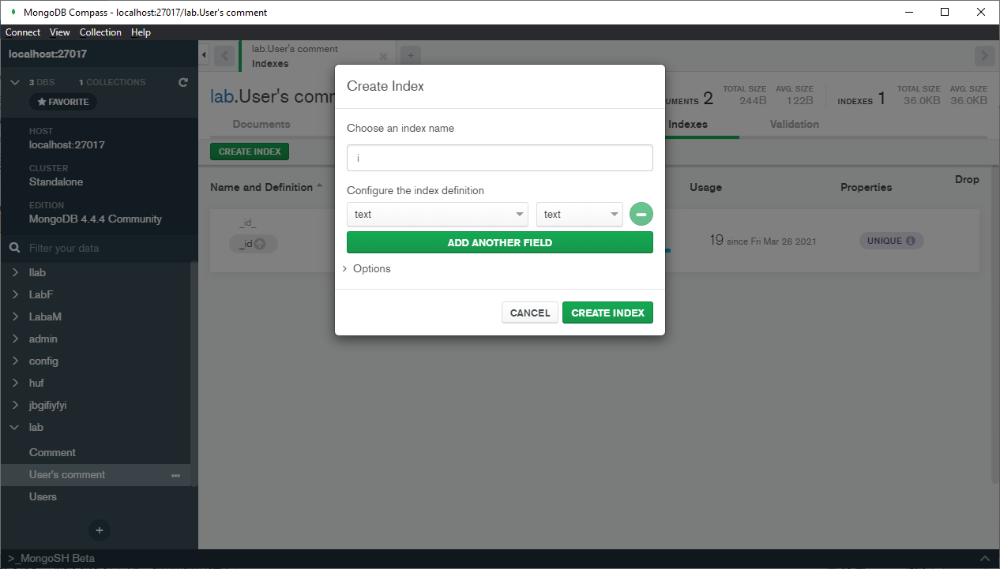 MongoDB Compass - localhost:27017/lab.User's comment
Connect View Collection Help
localhost:27017
3 DBS 1 COLLECTIONS
FAVORITE
HOST
localhost:27017
CLUSTER
Standalone
EDITION
MongoDB 4.4.4 Community
Filter your data
Ilab
LabF
LabaM
admin
config
huf
jbgifiyfyi
lab
Comment
User's comment
Users
>_MongoSH Beta
lab.User's comment
Indexes
lab.User's comm
UMENTS 2
TOTAL SIZE 244B
AVG. SIZE 122B
INDEXES 1
TOTAL SIZE 36.0KB
AVG. SIZE 36.0KB
Documents Indexes Validation
CREATE INDEX
Name and Definition Usage Properties Drop
_id_
_id
19 since Fri Mar 26 2021
UNIQUE
Create Index
Choose an index name
i
Configure the index definition
text text
ADD ANOTHER FIELD
Options
CANCEL CREATE INDEX